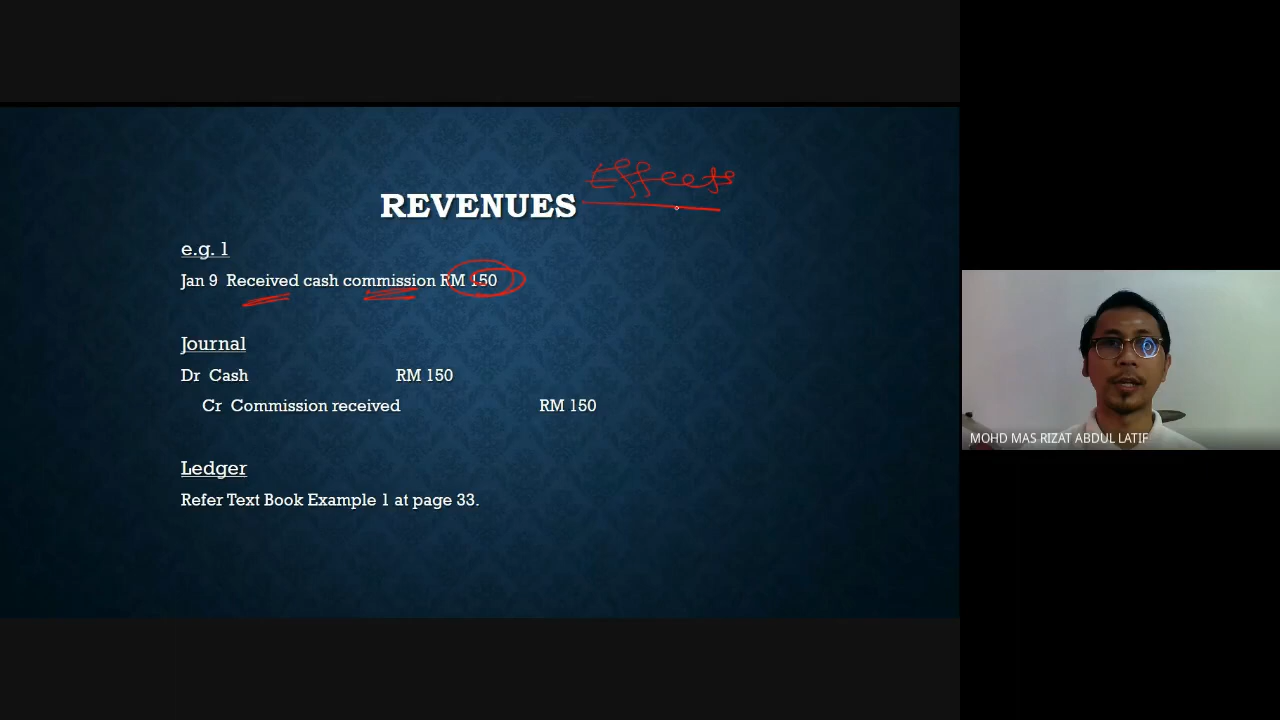 Effects
REVENUES
e.g. 1
Jan 9 Received cash commission RM 150
Journal
Dr Cash RM 150
Cr Commission received RM 150
Ledger
Refer Text Book Example 1 at page 33.
MOHD MAS RIZAT ABDUL LATIF